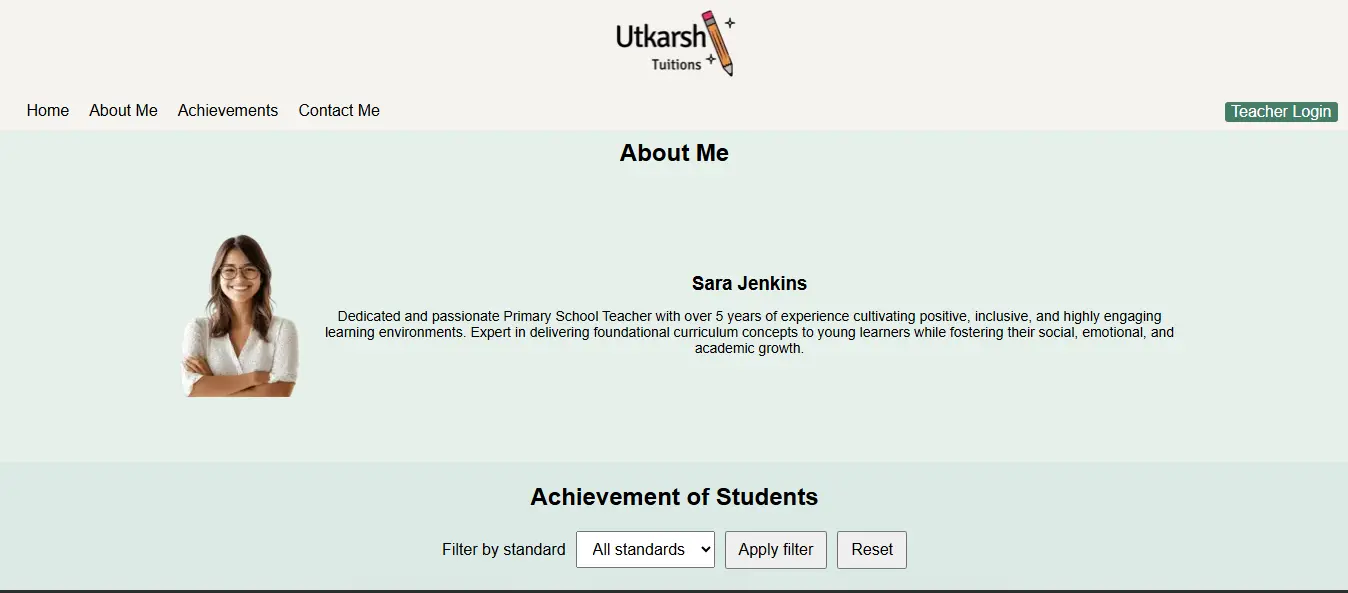 Utkarsh
Tuitions
Home About Me Achievements Contact Me Teacher Login
About Me
Sara Jenkins
Dedicated and passionate Primary School Teacher with over 5 years of experience cultivating positive, inclusive, and highly engaging
learning environments. Expert in delivering foundational curriculum concepts to young learners while fostering their social, emotional, and
academic growth.
Achievement of Students
Filter by standard All standards Apply filter Reset